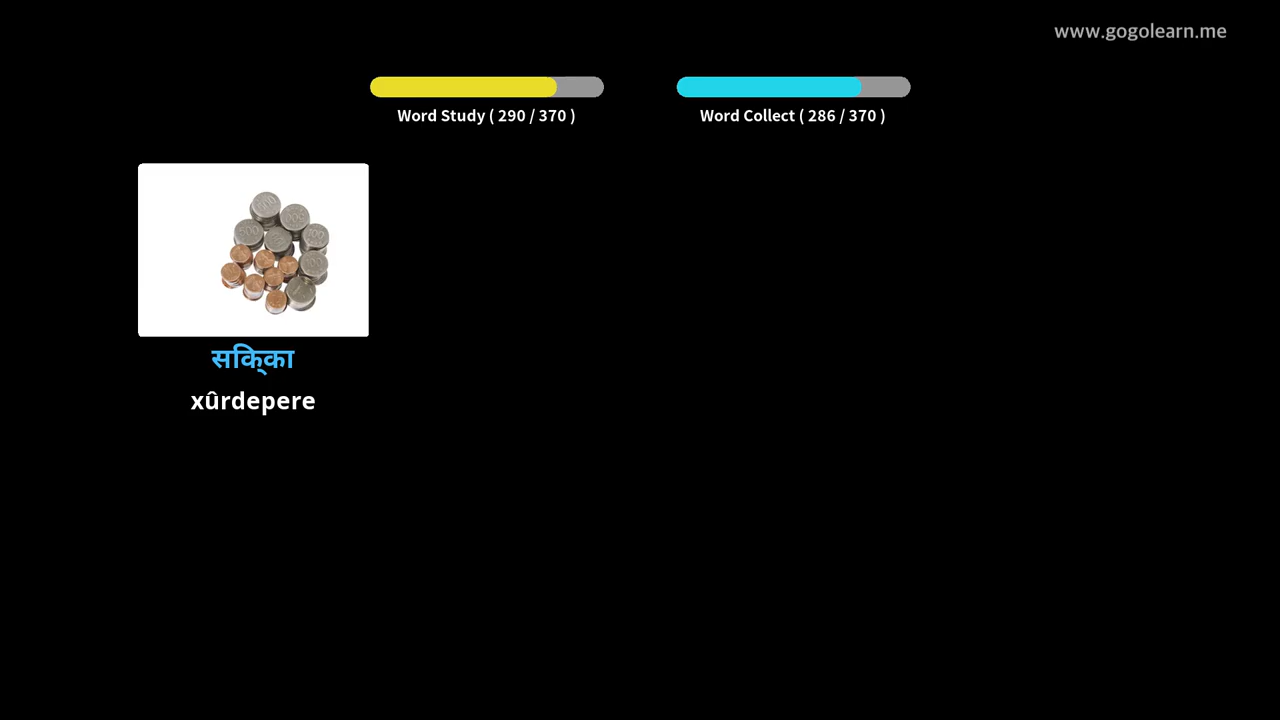 www.gogolearn.me
Word Study ( 290 / 370 )
Word Collect ( 286 / 370 )
सिक्का
xûrdepere